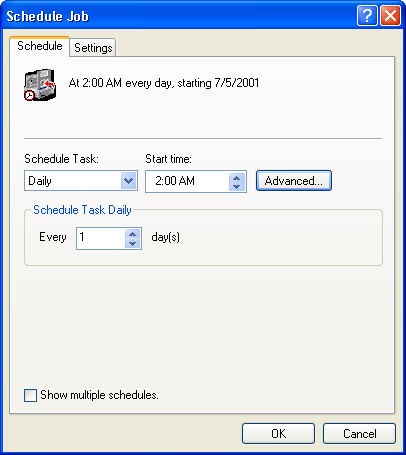 Schedule Job
Schedule Settings
At 2:00 AM every day, starting 7/5/2001
Schedule Task: Start time:
Daily 2:00 AM Advanced...
Schedule Task Daily
Every 1 day(s)
Show multiple schedules.
OK Cancel